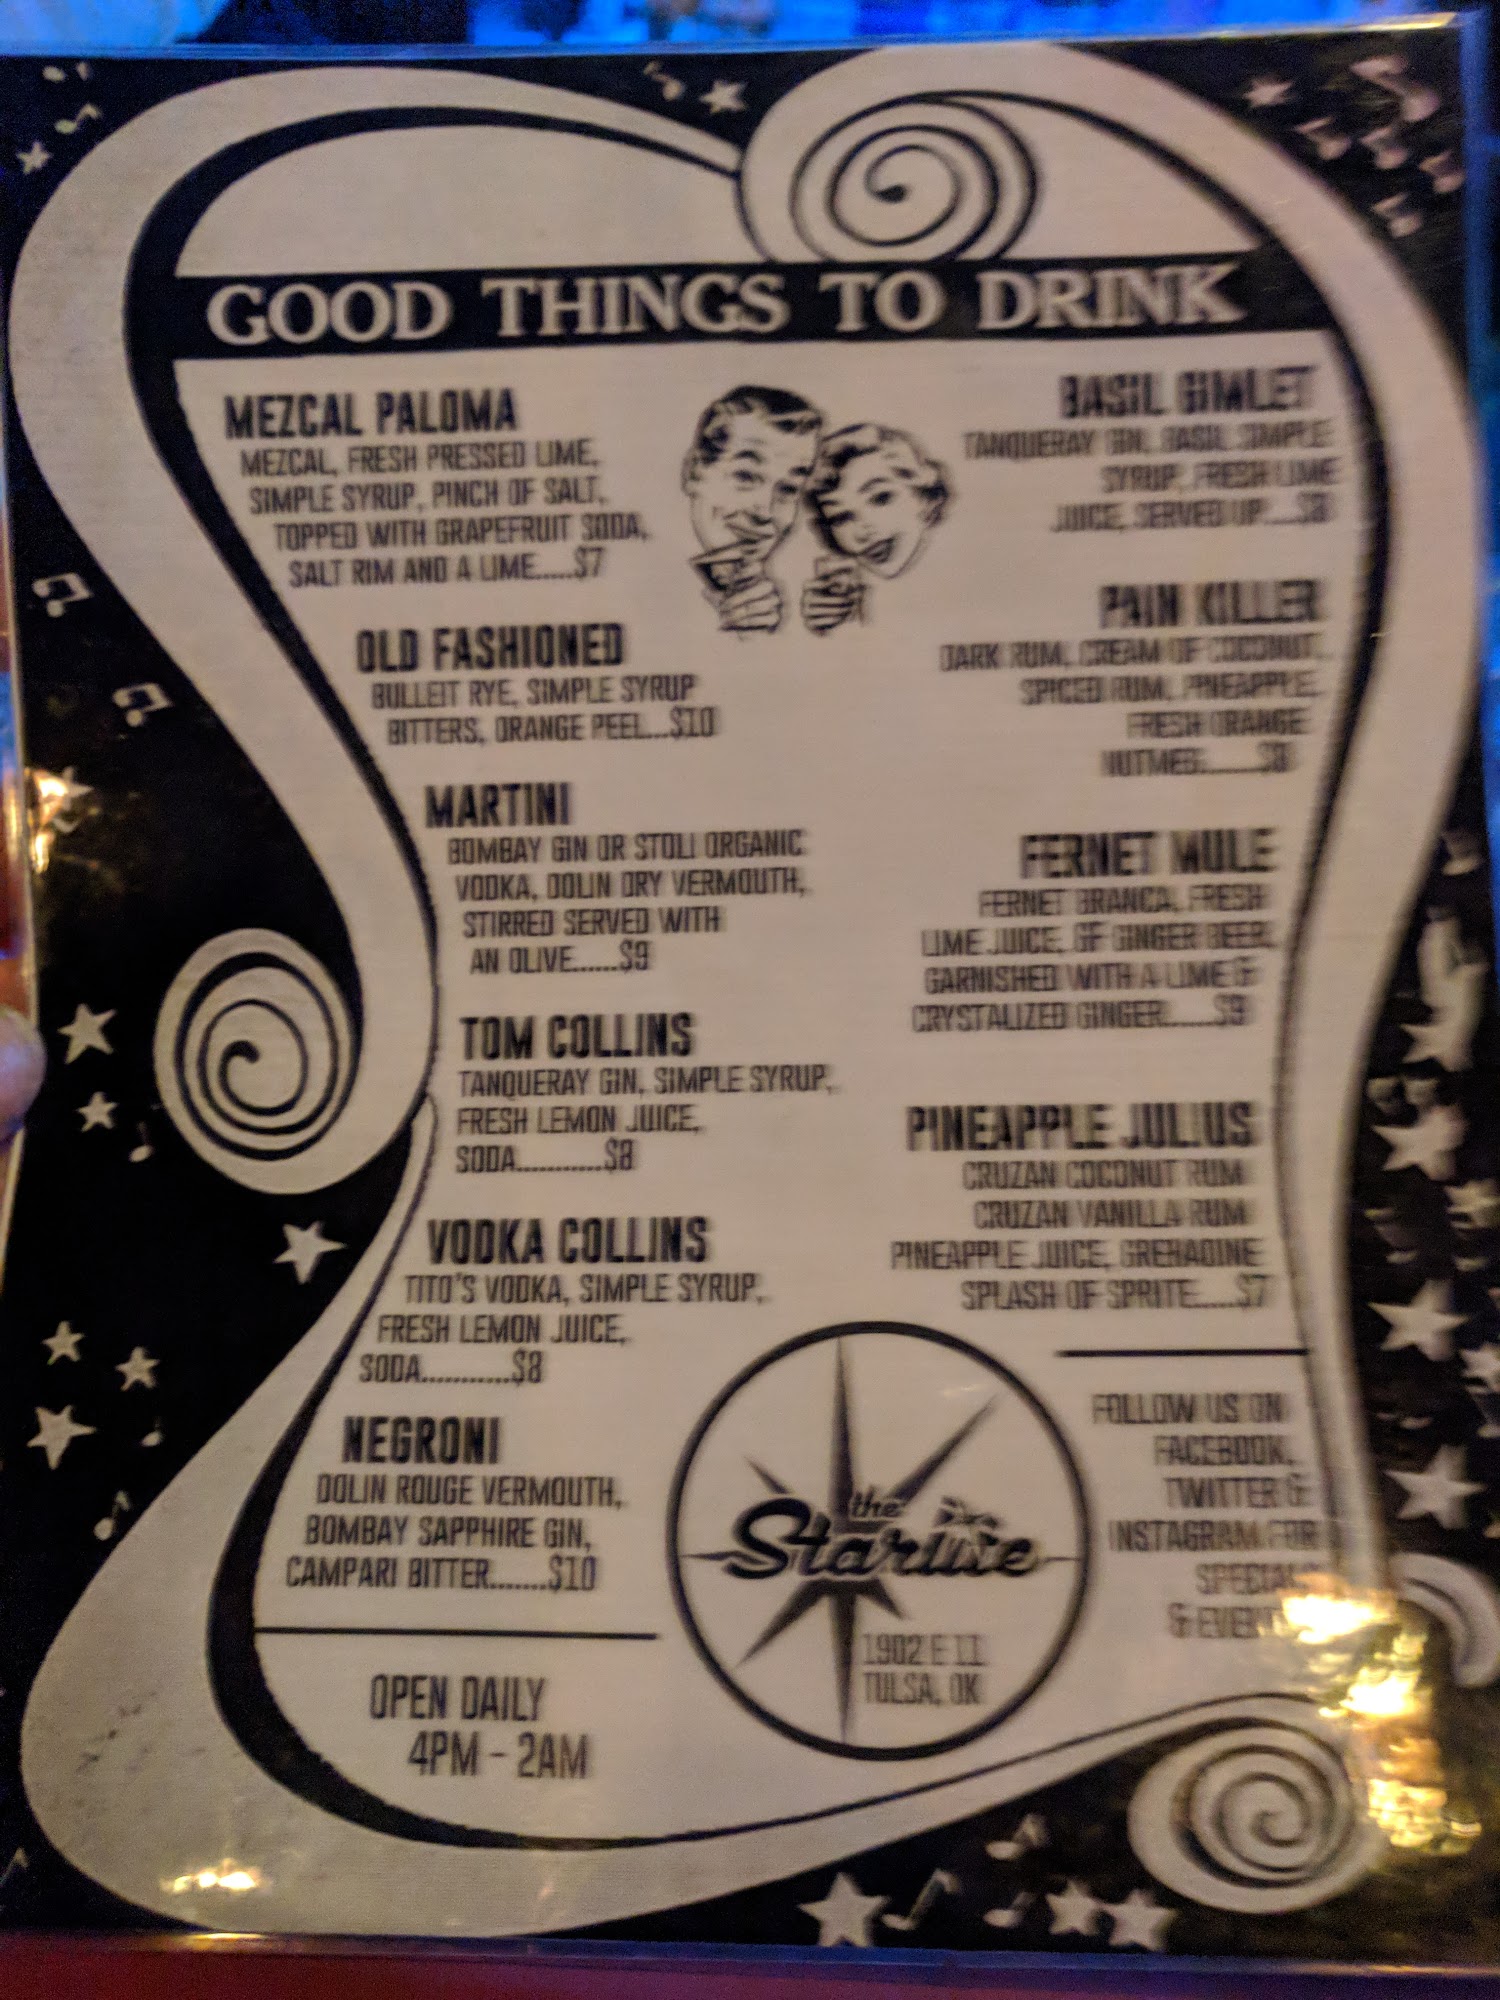 GOOD THINGS TO DRINK
MEZCAL PALOMA
MEZCAL, FRESH PRESSED LIME,
SIMPLE SYRUP, PINCH OF SALT,
TOPPED WITH GRAPEFRUIT SODA,
SALT RIM AND A LIME.....$7
OLD FASHIONED
BULLEIT RYE, SIMPLE SYRUP
BITTERS, ORANGE PEEL...$10
MARTINI
BOMBAY GIN OR STOLI ORGANIC
VODKA, DOLIN DRY VERMOUTH,
STIRRED SERVED WITH
AN OLIVE......$9
TOM COLLINS
TANQUERAY GIN, SIMPLE SYRUP,
FRESH LEMON JUICE,
SODA............$8
VODKA COLLINS
TITO'S VODKA, SIMPLE SYRUP,
FRESH LEMON JUICE,
SODA............$8
NEGRONI
DOLIN ROUGE VERMOUTH,
BOMBAY SAPPHIRE GIN,
CAMPARI BITTER.......$10
OPEN DAILY
4PM - 2AM
BASIL GIMLET
TANQUERAY GIN, BASIL SIMPLE
SYRUP, FRESH LIME
JUICE, SERVED UP....$8
PAIN KILLER
DARK RUM, CREAM OF COCONUT,
SPICED RUM, PINEAPPLE,
FRESH ORANGE
NUTMEG.......$8
FERNET MULE
FERNET BRANCA, FRESH
LIME JUICE, GF GINGER BEER,
GARNISHED WITH A LIME &
CRYSTALIZED GINGER......$9
PINEAPPLE JULIUS
CRUZAN COCONUT RUM
CRUZAN VANILLA RUM
PINEAPPLE JUICE, GRENADINE
SPLASH OF SPRITE.....$7
FOLLOW US ON
FACEBOOK,
TWITTER &
INSTAGRAM FOR
&
the
Starlite
1902 E 11
TULSA, OK